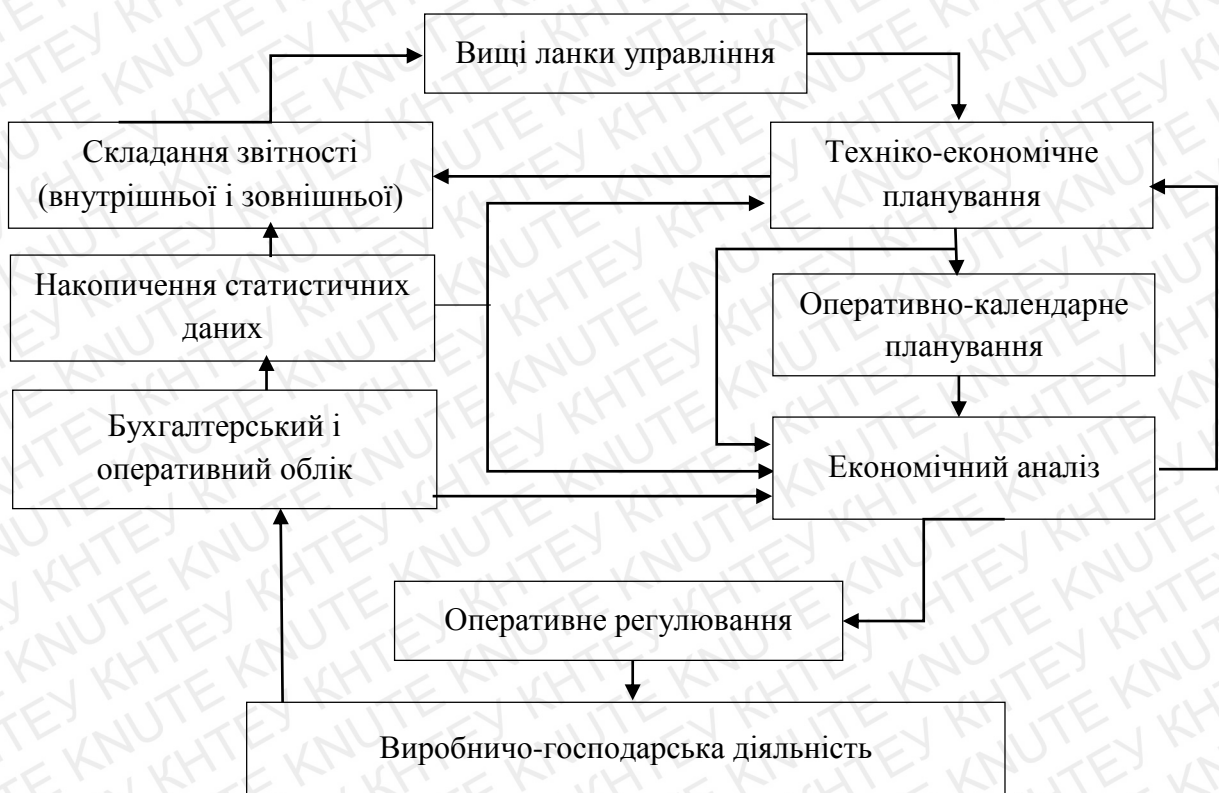 Вищі ланки управління
Складання звітності
(внутрішньої і зовнішньої)
Техніко-економічне
планування
Накопичення статистичних
даних
Оперативно-календарне
планування
Бухгалтерський і
оперативний облік
Економічний аналіз
Оперативне регулювання
Виробничо-господарська діяльність